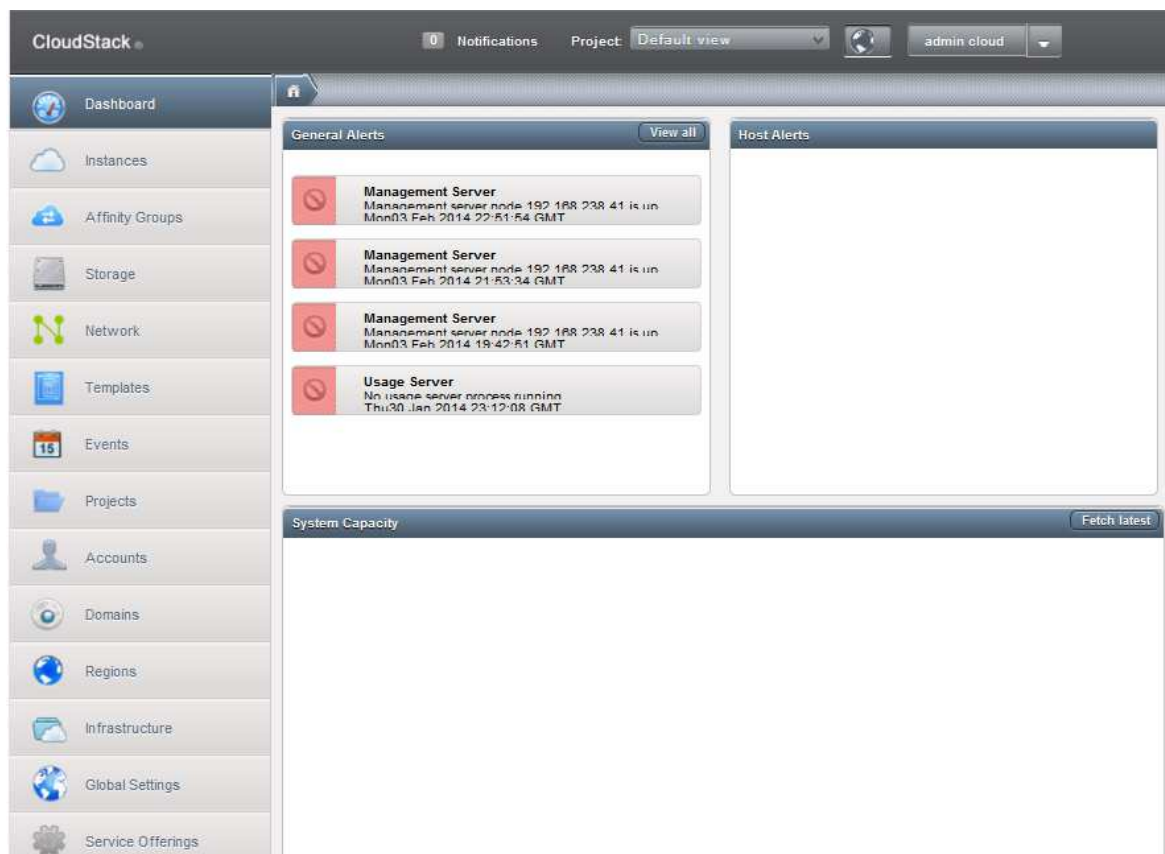 CloudStack
0 Notifications Project: Default view admin cloud
Dashboard
Instances
Affinity Groups
Storage
Network
Templates
15
Events
Projects
Accounts
Domains
Regions
Infrastructure
Global Settings
Service Offerings
General Alerts View all
Management Server
Management server node 192.168.238.41 is up
Mon03 Feb 2014 22:51:54 GMT
Management Server
Management server node 192.168.238.41 is up
Mon03 Feb 2014 21:53:34 GMT
Management Server
Management server node 192.168.238.41 is up
Mon03 Feb 2014 19:42:51 GMT
Usage Server
No usage server process running
Thu30 Jan 2014 23:12:08 GMT
Host Alerts
System Capacity Fetch latest